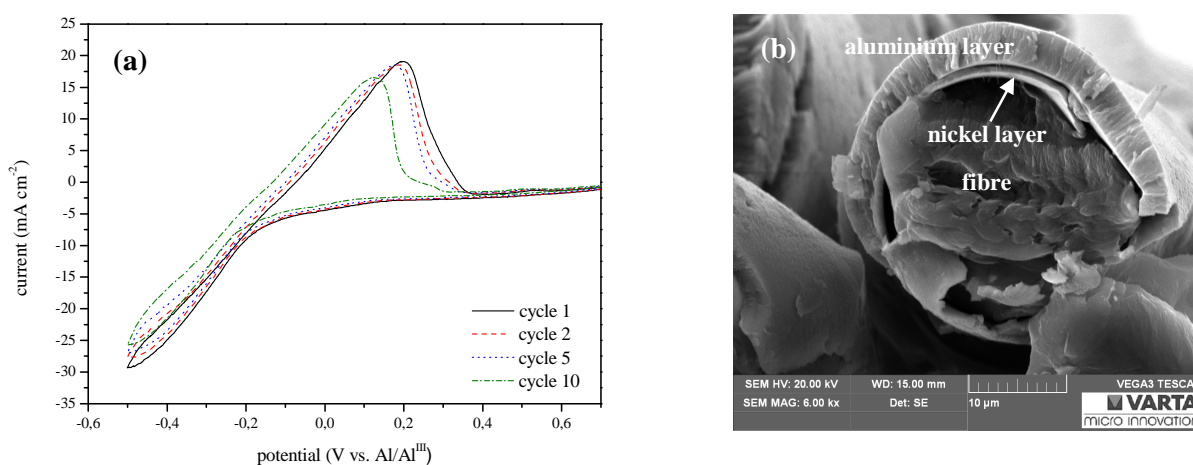 (a)
25
20
15
10
5
0
-5
-10
-15
-20
-25
-30
-35
current (mA cm⁻²)
cycle 1
cycle 2
cycle 5
cycle 10
-0,6 -0,4 -0,2 0,0 0,2 0,4 0,6
potential (V vs. Al/Alᴵᴵᴵ)
(b)
aluminium layer
nickel layer
fibre
SEM HV: 20.00 kV WD: 15.00 mm VEGA3 TESCA
SEM MAG: 6.00 kx Det: SE 10 µm
VARTA
micro innovation